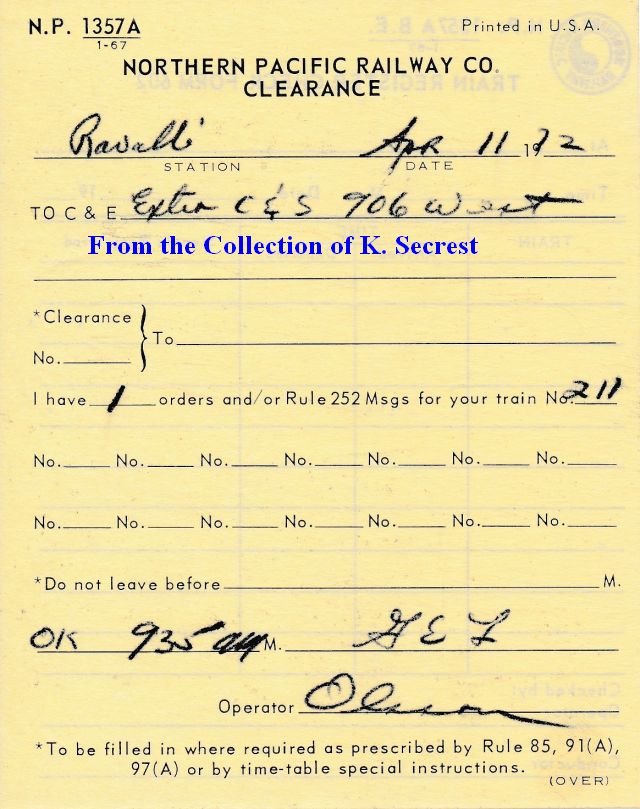 N.P. 1357A Printed in U.S.A.
1-67
NORTHERN PACIFIC RAILWAY CO.
CLEARANCE
Ravalli Apr 11 1972
STATION DATE
TO C & E Extra C & S 906 West
From the Collection of K. Secrest
*Clearance
No. To
I have 1 orders and/or Rule 252 Msgs for your train No. 211
No. No. No. No. No. No. No.
No. No. No. No. No. No. No.
*Do not leave before M.
OK 935 AM M. G E L
Operator Olsson
*To be filled in where required as prescribed by Rule 85, 91(A),
97(A) or by time-table special instructions.
(OVER)